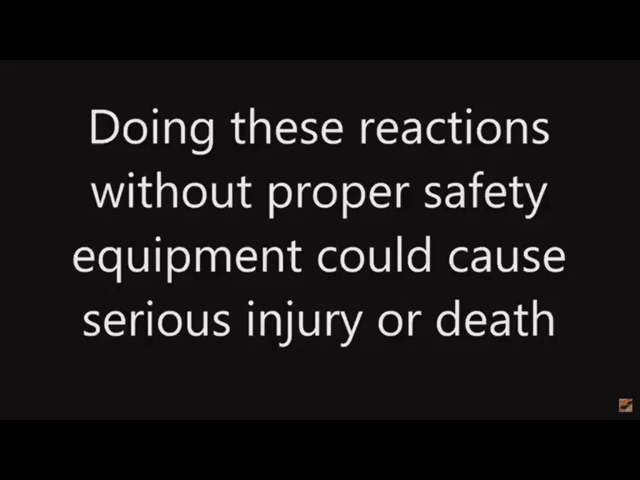 Doing these reactions
without proper safety
equipment could cause
serious injury or death